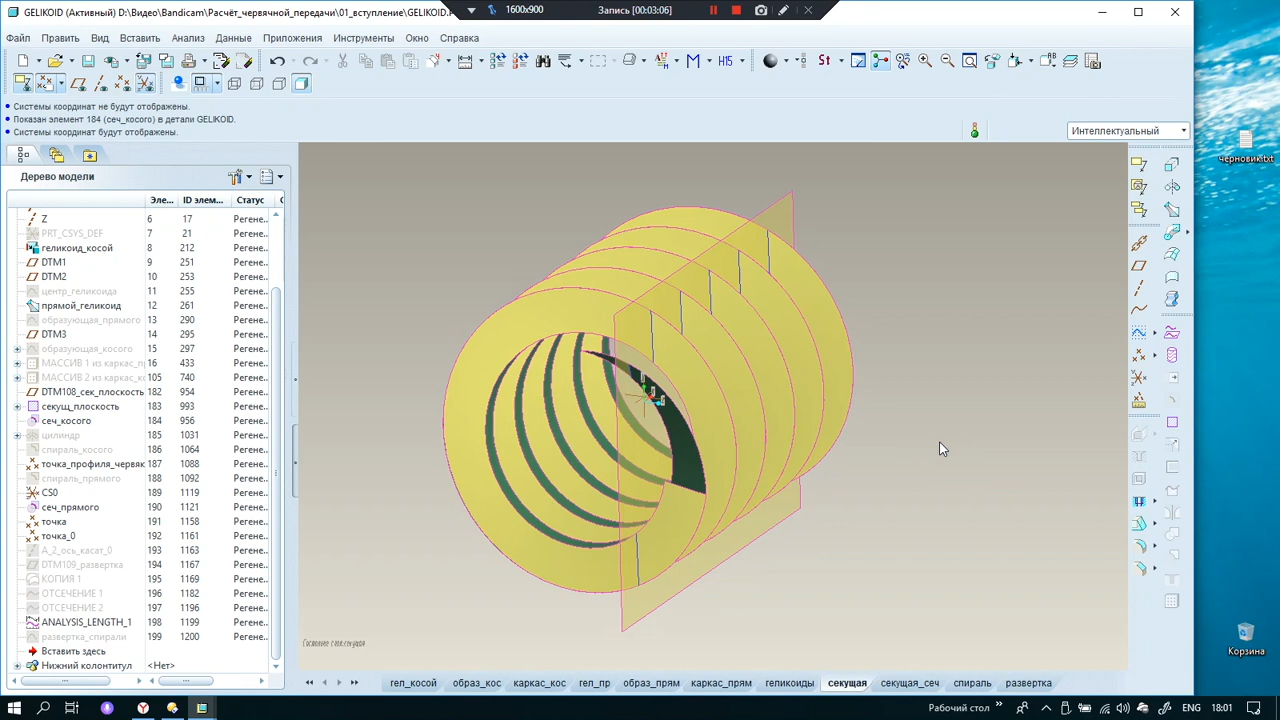 GELIKOID (Активный) D:\Видео\Bandicam\Расчёт_червячной_передачи\01_вступление\GELIKOID.
1600x900
Запись [00:03:06]
Файл Править Вид Вставить Анализ Данные Приложения Инструменты Окно Справка
Системы координат не будут отображены.
Показан элемент 184 (сеч_косого) в детали GELIKOID.
Системы координат будут отображены.
Интеллектуальный
Дерево модели
Эле... ID элем... Статус
Z 6 17 Регене..
PRT_CSYS_DEF 7 21 Регене..
геликоид_косой 8 212 Регене..
DTM1 9 251 Регене..
DTM2 10 253 Регене..
центр_геликоида 11 255 Регене..
прямой_геликоид 12 261 Регене..
образующая_прямого 13 290 Регене..
DTM3 14 295 Регене..
образующая_косого 15 297 Регене..
МАССИВ 1 из каркас_п 16 433 Регене..
МАССИВ 2 из каркас_к 105 740 Регене..
DTM108_сек_плоскость 182 954 Регене..
секущ_плоскость 183 993 Регене..
сеч_косого 184 956 Регене..
цилиндр 185 1031 Регене..
спираль_косого 186 1064 Регене..
точка_профиля_червяк 187 1088 Регене..
спираль_прямого 188 1092 Регене..
CS0 189 1119 Регене..
сеч_прямого 190 1121 Регене..
точка 191 1158 Регене..
точка_0 192 1161 Регене..
А_2_ось_касат_0 193 1163 Регене..
DTM109_развертка 194 1167 Регене..
КОПИЯ 1 195 1169 Регене..
ОТСЕЧЕНИЕ 1 196 1182 Регене..
ОТСЕЧЕНИЕ 2 197 1196 Регене..
ANALYSIS_LENGTH_1 198 1199 Регене..
развертка_спирали 199 1200 Регене..
Вставить здесь
Нижний колонтитул <Нет>
гел_косой образ_кос каркас_кос гел_пр образ_прям каркас_прям геликоиды секущая секущая_сеч спираль развертка
черновик.txt
Корзина
Рабочий стол
ENG
18:01